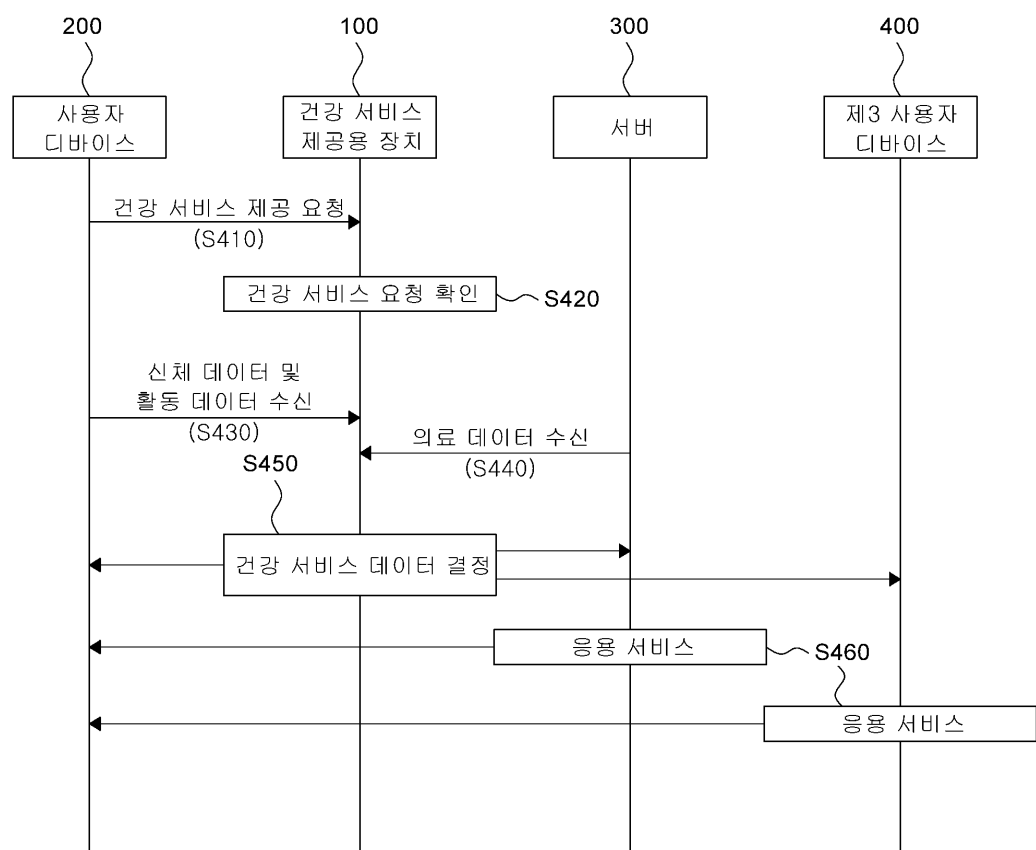 200
100
300
400
사용자
디바이스
건강 서비스
제공용 장치
서버
제3 사용자
디바이스
건강 서비스 제공 요청
(S410)
건강 서비스 요청 확인
S420
신체 데이터 및
활동 데이터 수신
(S430)
의료 데이터 수신
(S440)
S450
건강 서비스 데이터 결정
응용 서비스
S460
응용 서비스